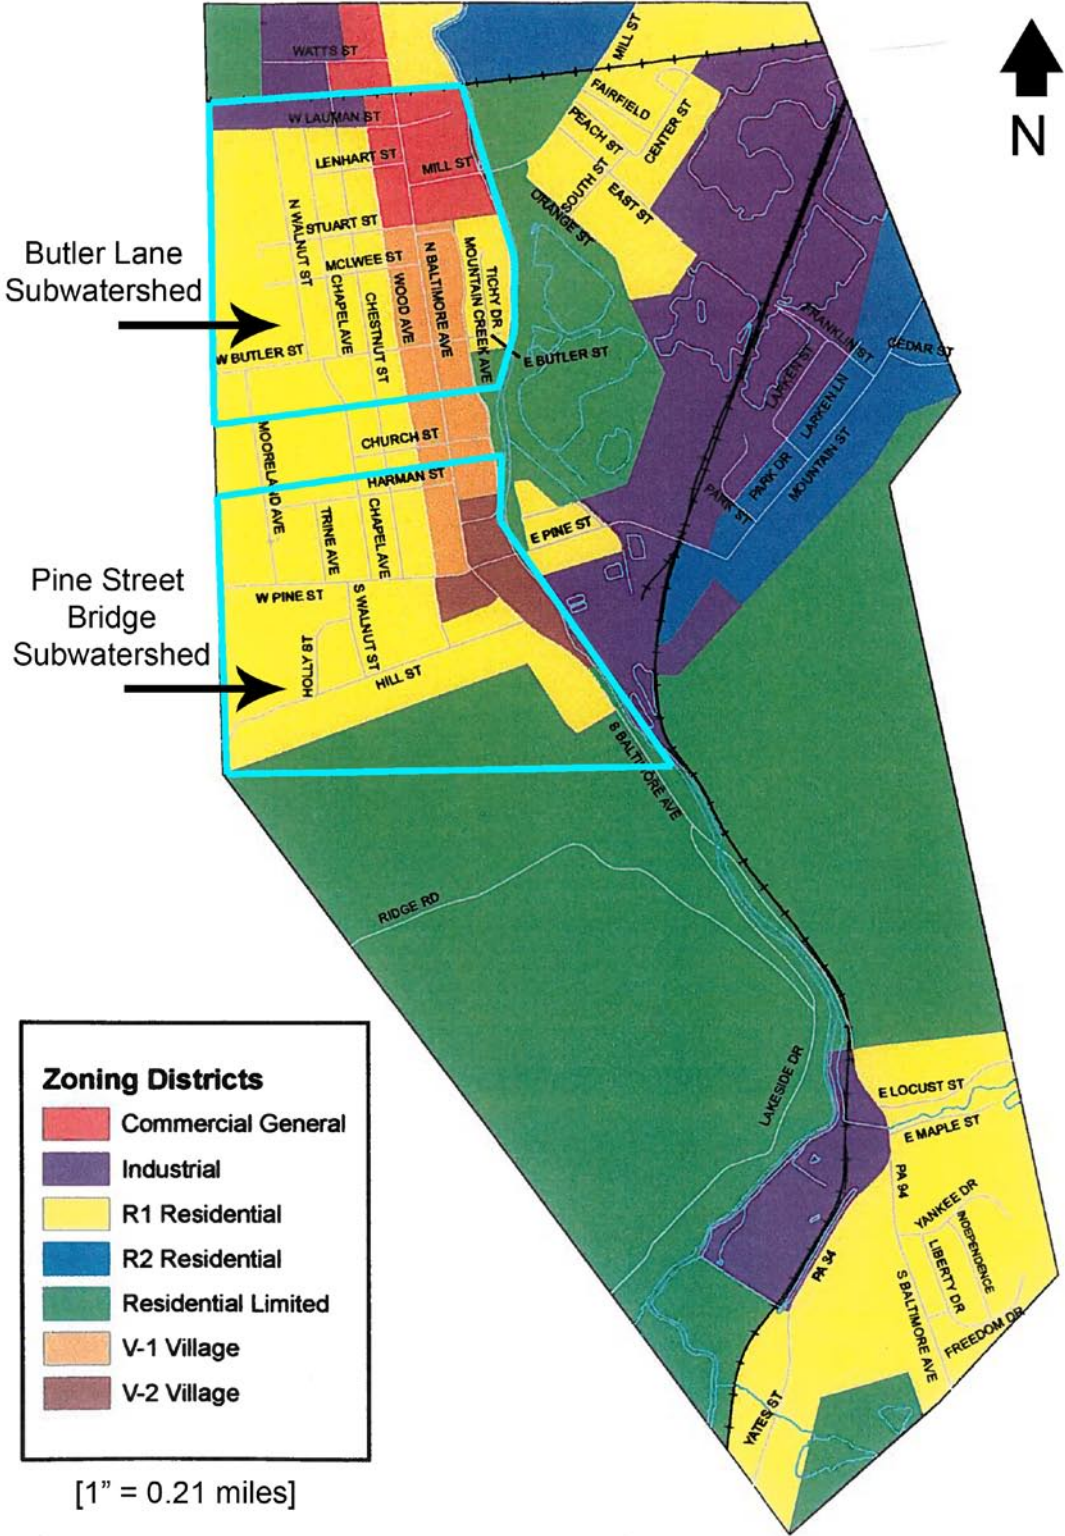 WATTS ST
MILL ST
N
W LAUMAN ST
FAIRFIELD
PEACH ST
CENTER ST
LENHART ST
MILL ST
SOUTH ST
EAST ST
ORANGE ST
N WALNUT ST
STUART ST
MCLWEE ST
CHAPEL AVE
CHESTNUT ST
WOOD AVE
N BALTIMORE AVE
MOUNTAIN CREEK AVE
TICHY DR
Butler Lane
Subwatershed
W BUTLER ST
E BUTLER ST
FRANKLIN ST
CEDAR ST
LARKEN ST
LARKEN LN
MOORELAND AVE
CHURCH ST
HARMAN ST
PARK DR
MOUNTAIN ST
PARK ST
TRINE AVE
CHAPEL AVE
E PINE ST
Pine Street
Bridge
Subwatershed
W PINE ST
S WALNUT ST
HOLLY ST
HILL ST
S BALTIMORE AVE
RIDGE RD
LAKESIDE DR
E LOCUST ST
E MAPLE ST
PA 94
YANKEE DR
INDEPENDENCE
LIBERTY DR
PA 34
S BALTIMORE AVE
FREEDOM DR
YATES ST
Zoning Districts
Commercial General
Industrial
R1 Residential
R2 Residential
Residential Limited
V-1 Village
V-2 Village
[1” = 0.21 miles]